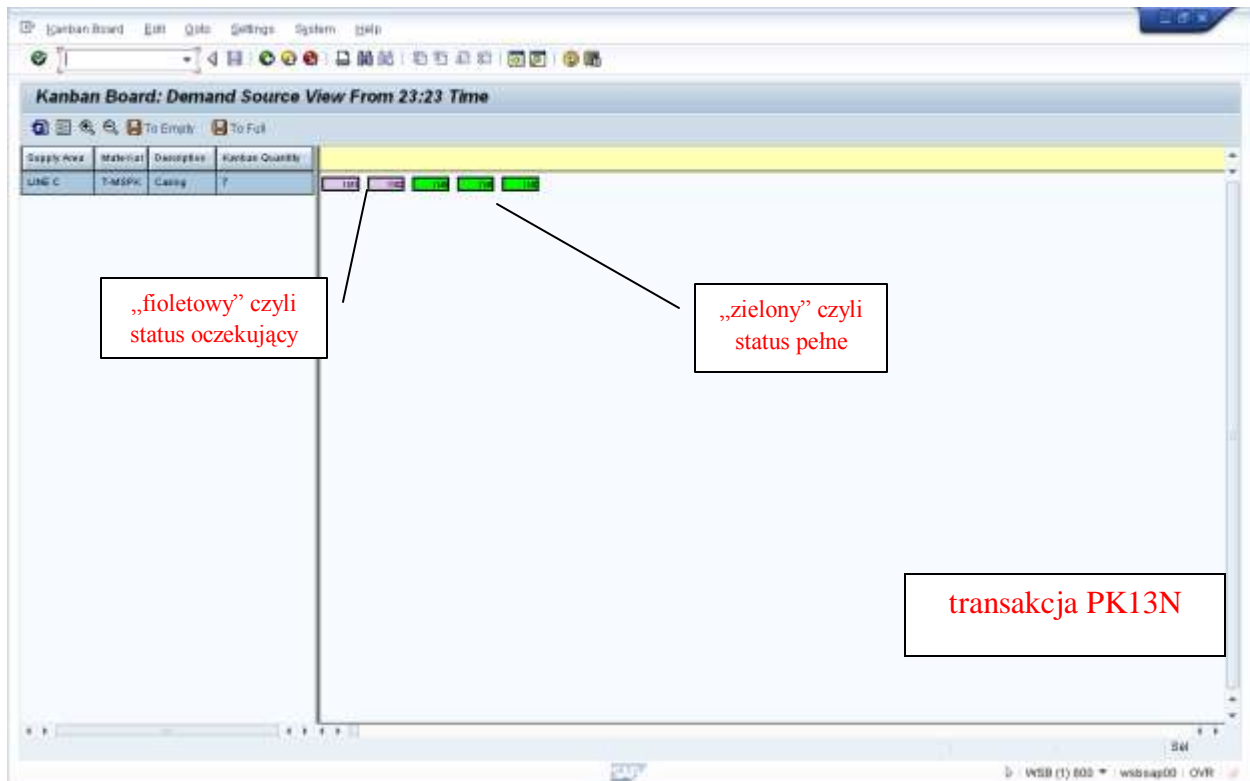 Kanban Board Edit Goto Settings System Help
Kanban Board: Demand Source View From 23:23 Time
To Empty To Full
Supply Area Material Description Kanban Quantity
LINE C T-MSPK Casing 7
„fioletowy” czyli
status oczekujący
„zielony” czyli
status pełne
transakcja PK13N
Sel
SAP
WSB (1) 800 wsbsap00 OVR